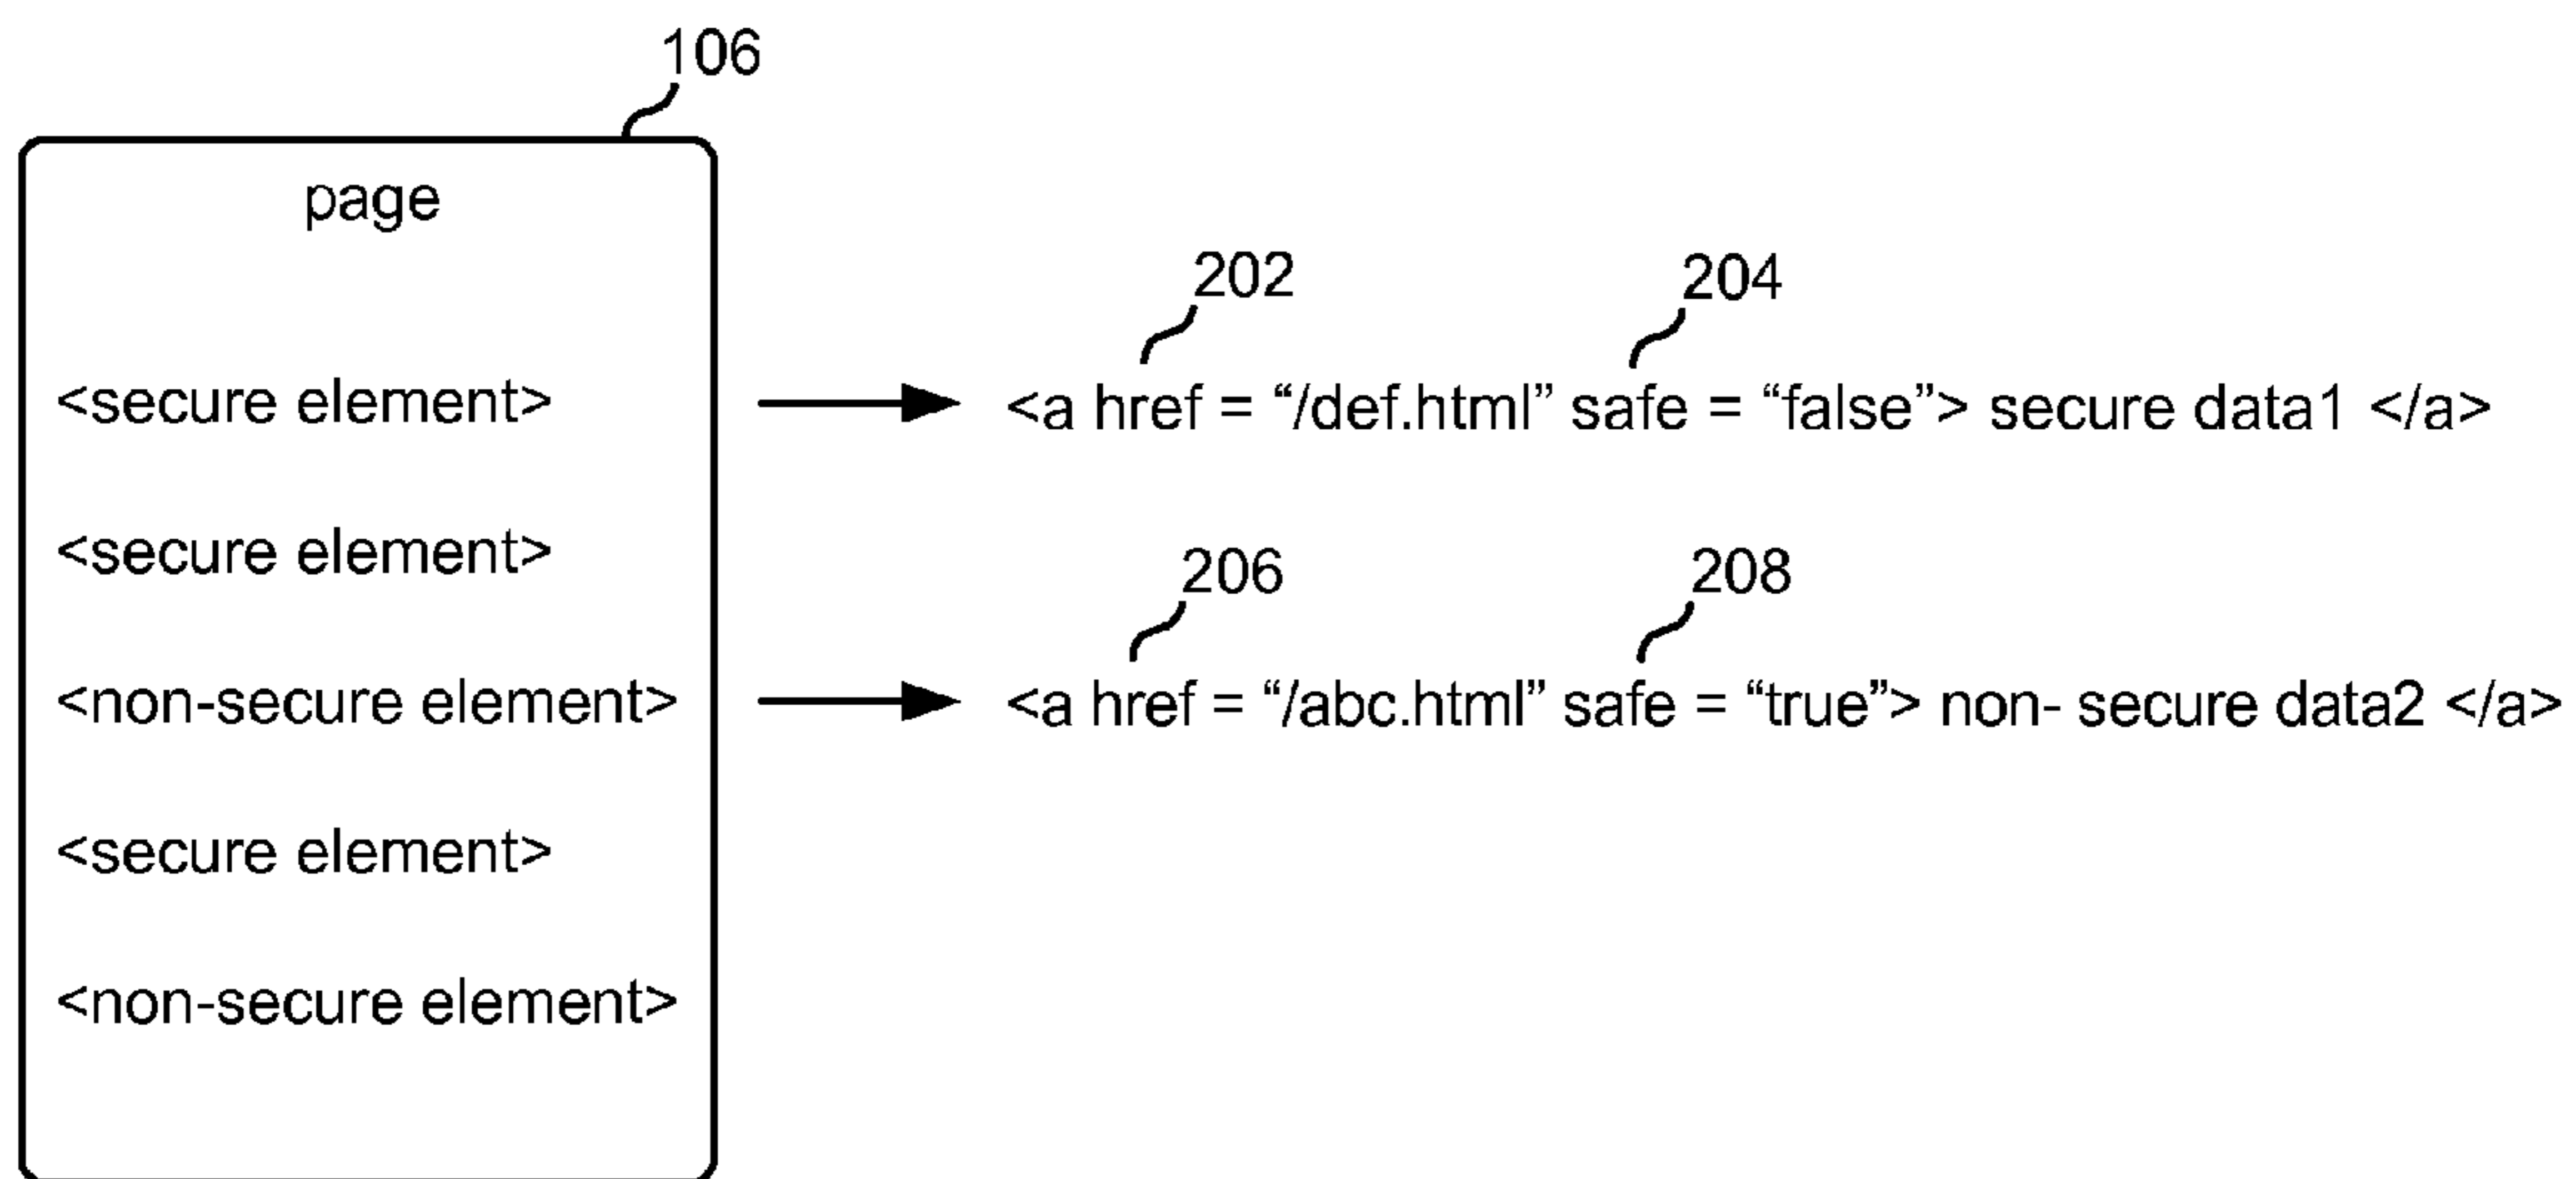 106
page
202
204
<secure element>
<a href = “/def.html” safe = “false”> secure data1 </a>
<secure element>
206
208
<non-secure element>
<a href = “/abc.html” safe = “true”> non- secure data2 </a>
<secure element>
<non-secure element>